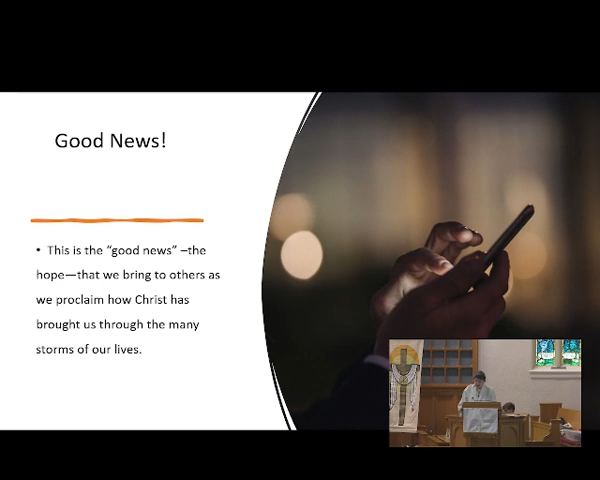 Good News!
• This is the “good news” –the
hope—that we bring to others as
we proclaim how Christ has
brought us through the many
storms of our lives.